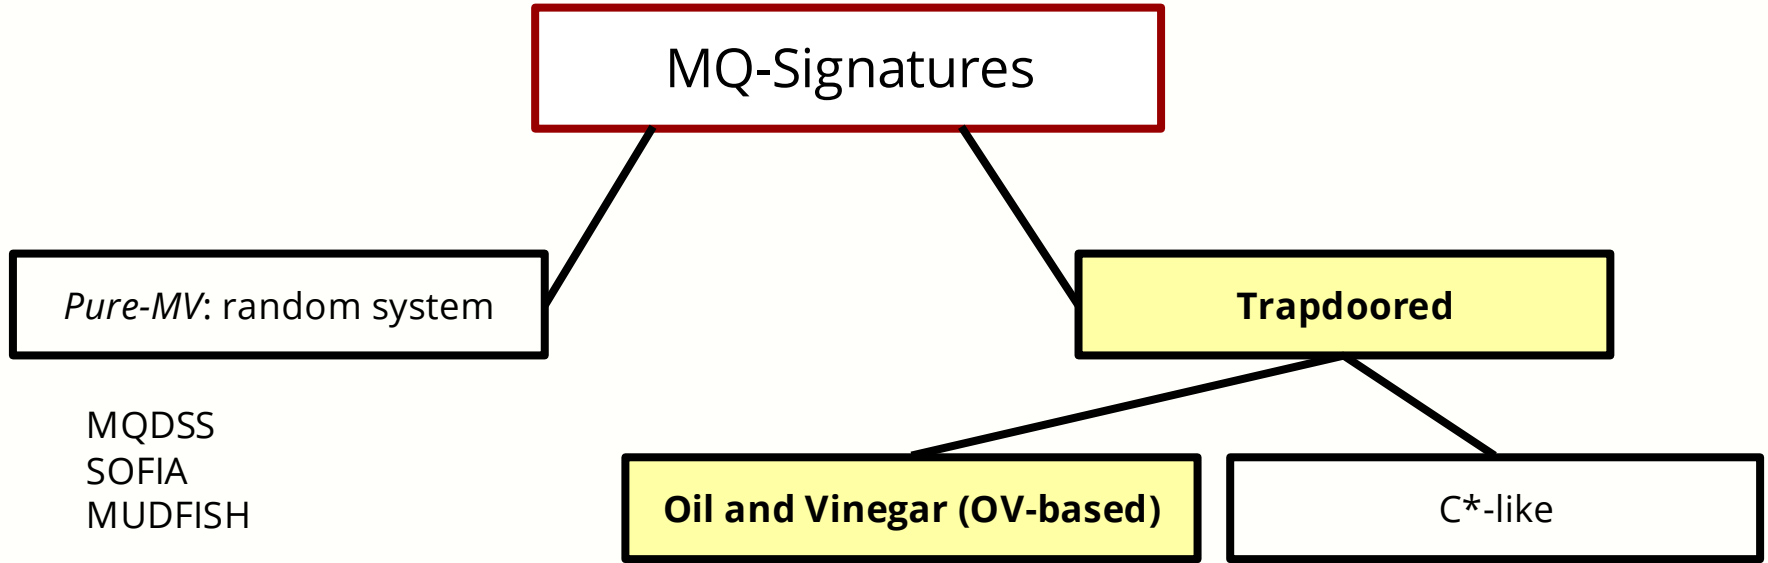 MQ-Signatures
Pure-MV: random system
Trapdoored
MQDSS
SOFIA
MUDFISH
Oil and Vinegar (OV-based)
C*-like